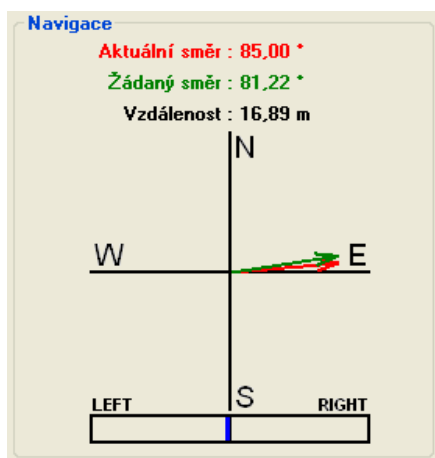 Navigace
Aktuální směr : 85,00 °
Žádaný směr : 81,22 °
Vzdálenost : 16,89 m
N
W
E
S
LEFT
RIGHT